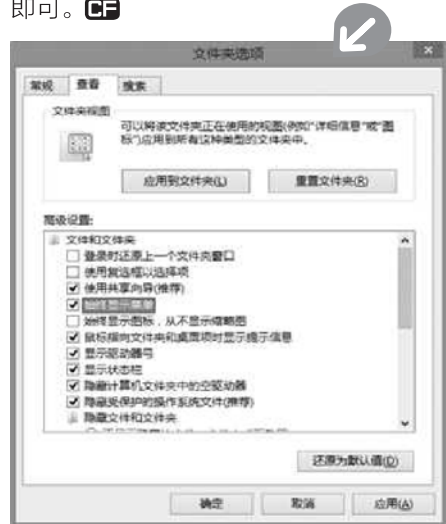 即可。CF
文件夹选项
常规 查看 搜索
文件夹视图
可以将该文件夹正在使用的视图(例如“详细信息”或“图
标”)应用到所有这种类型的文件夹中。
应用到文件夹(L) 重置文件夹(R)
高级设置:
文件和文件夹
登录时还原上一个文件夹窗口
使用复选框以选择项
使用共享向导(推荐)
始终显示菜单
始终显示图标，从不显示缩略图
鼠标指向文件夹和桌面项时显示提示信息
显示驱动器号
显示状态栏
隐藏计算机文件夹中的空驱动器
隐藏受保护的操作系统文件(推荐)
隐藏文件和文件夹
还原为默认值(D)
确定 取消 应用(A)